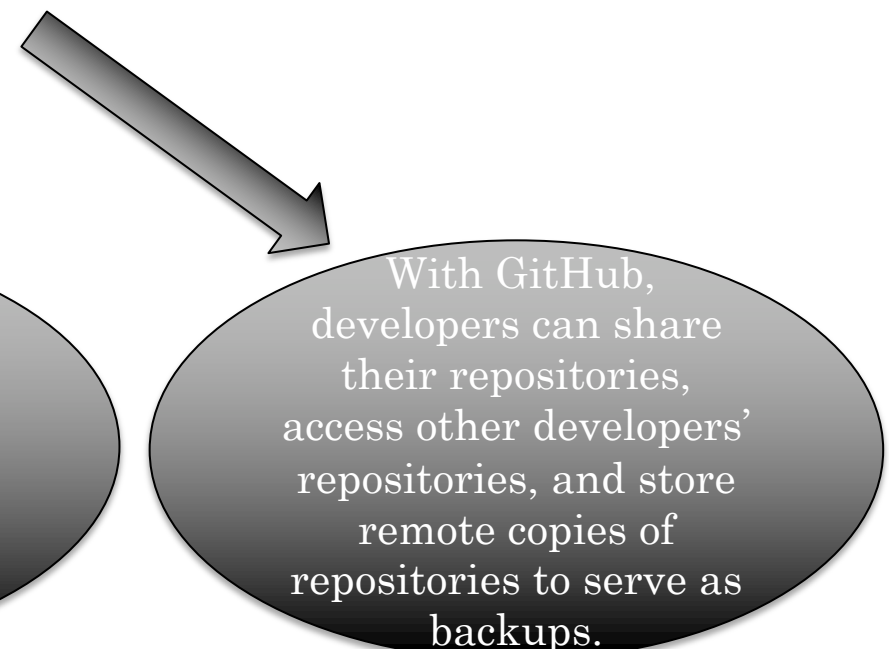 With GitHub,
developers can share
their repositories,
access other developers’
repositories, and store
remote copies of
repositories to serve as
backups.